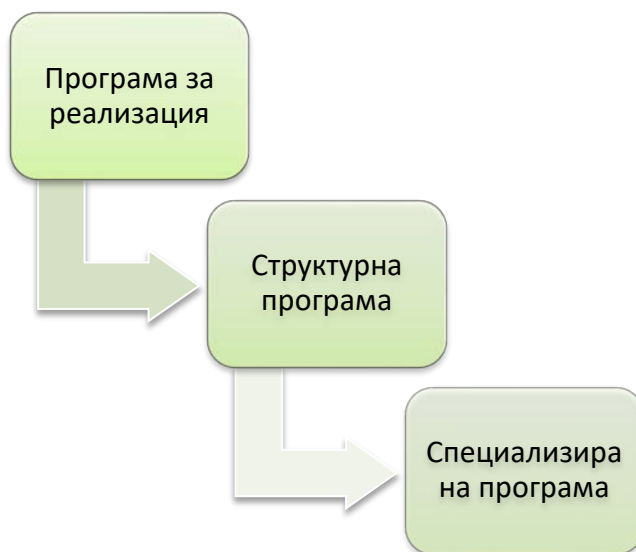 Програма за
реализация
Структурна
програма
Специализира
на програма